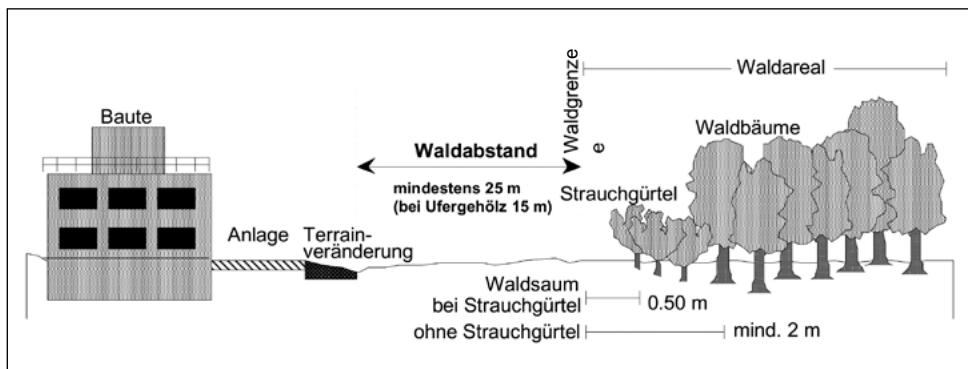 Waldgrenze
e
Waldareal
Baute
Waldbäume
Waldabstand
mindestens 25 m
(bei Ufergehölz 15 m)
Strauchgürtel
Anlage
Terrain-
veränderung
Waldsaum
bei Strauchgürtel
0.50 m
ohne Strauchgürtel
mind. 2 m